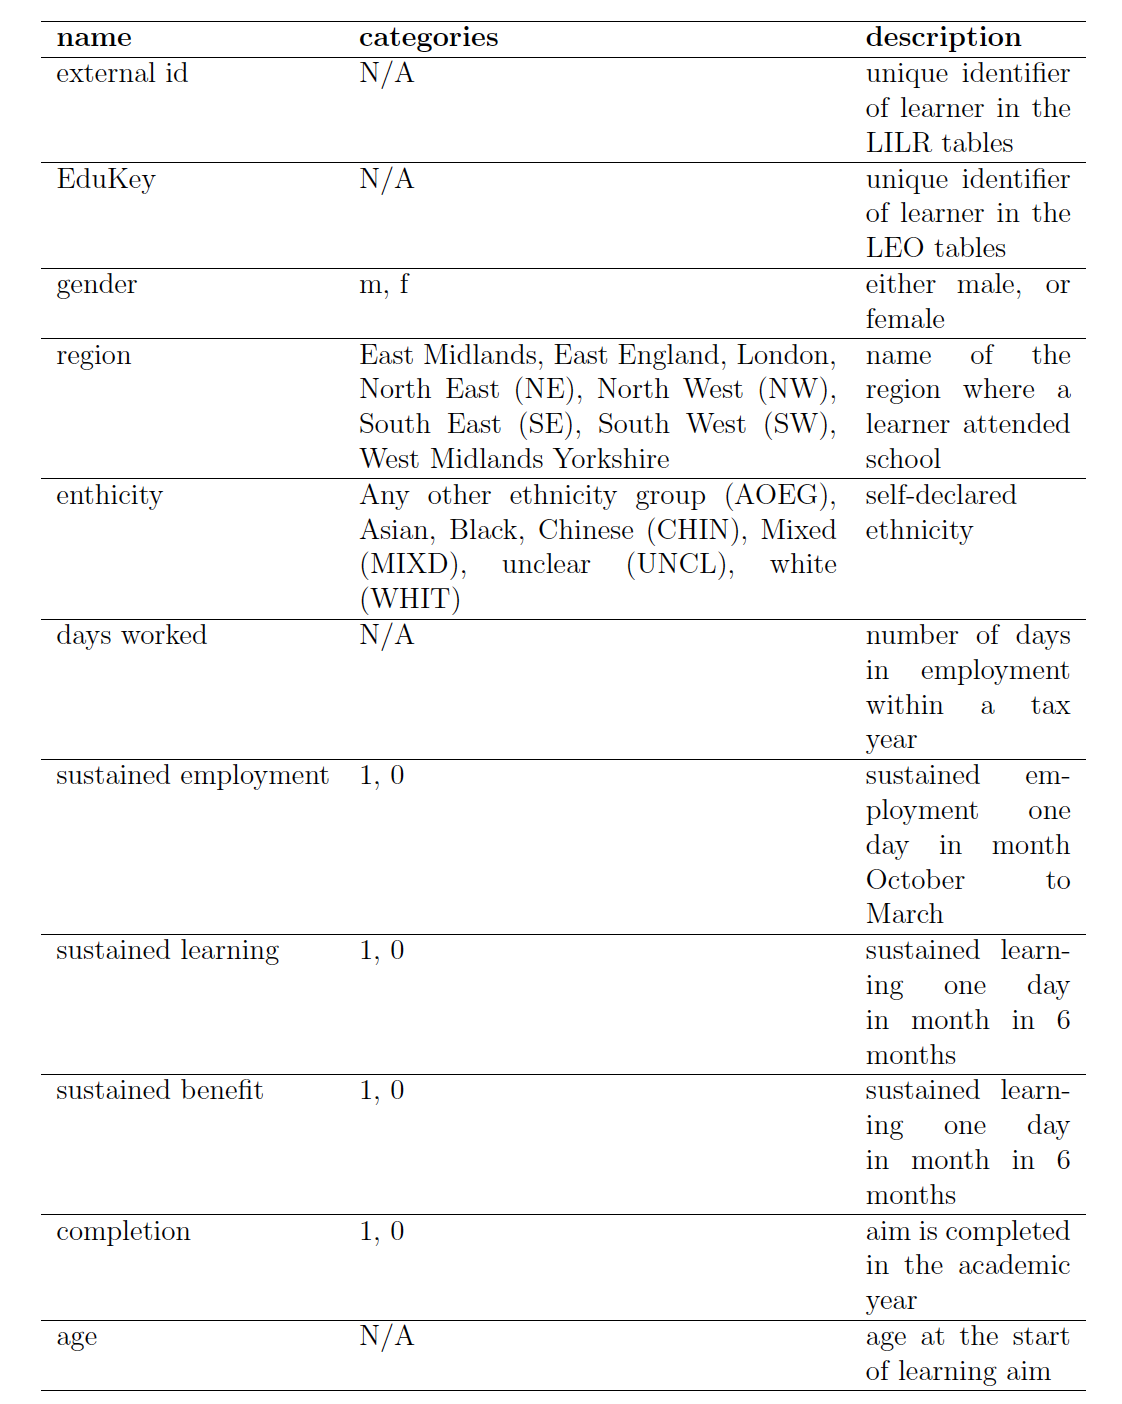 name categories description
external id N/A unique identifier
of learner in the
LILR tables
EduKey N/A unique identifier
of learner in the
LEO tables
gender m, f either male, or
female
region East Midlands, East England, London, name of the
North East (NE), North West (NW), region where a
South East (SE), South West (SW), learner attended
West Midlands Yorkshire school
enthicity Any other ethnicity group (AOEG), self-declared
Asian, Black, Chinese (CHIN), Mixed ethnicity
(MIXD), unclear (UNCL), white
(WHIT)
days worked N/A number of days
in employment
within a tax
year
sustained employment 1, 0 sustained em-
ployment one
day in month
October to
March
sustained learning 1, 0 sustained learn-
ing one day
in month in 6
months
sustained benefit 1, 0 sustained learn-
ing one day
in month in 6
months
completion 1, 0 aim is completed
in the academic
year
age N/A age at the start
of learning aim